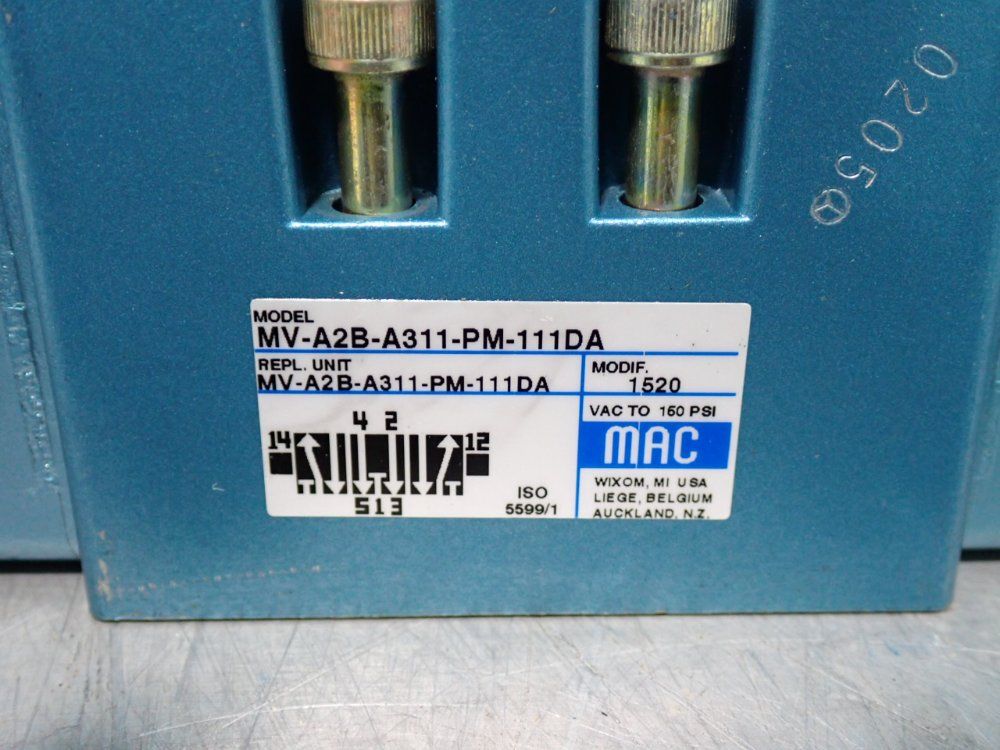 0205
MODEL
MV-A2B-A311-PM-111DA
REPL. UNIT
MV-A2B-A311-PM-111DA
MODIF.
1520
VAC TO 150 PSI
MAC
WIXOM, MI USA
LIEGE, BELGIUM
AUCKLAND, N.Z.
4 2
14 12
T T T T
513
ISO
5599/1